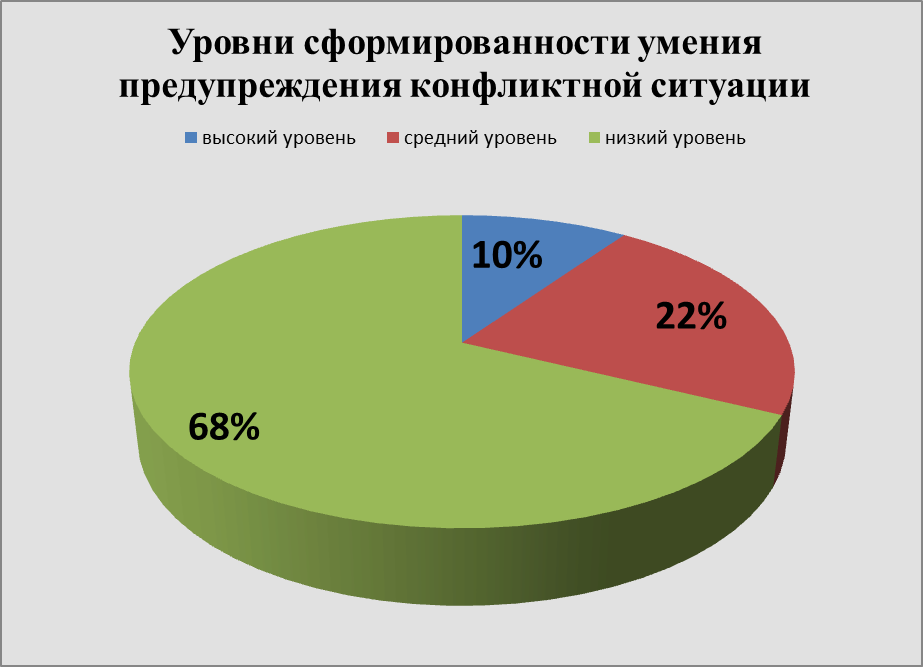 Уровни сформированности умения
предупреждения конфликтной ситуации
высокий уровень средний уровень низкий уровень
10%
22%
68%